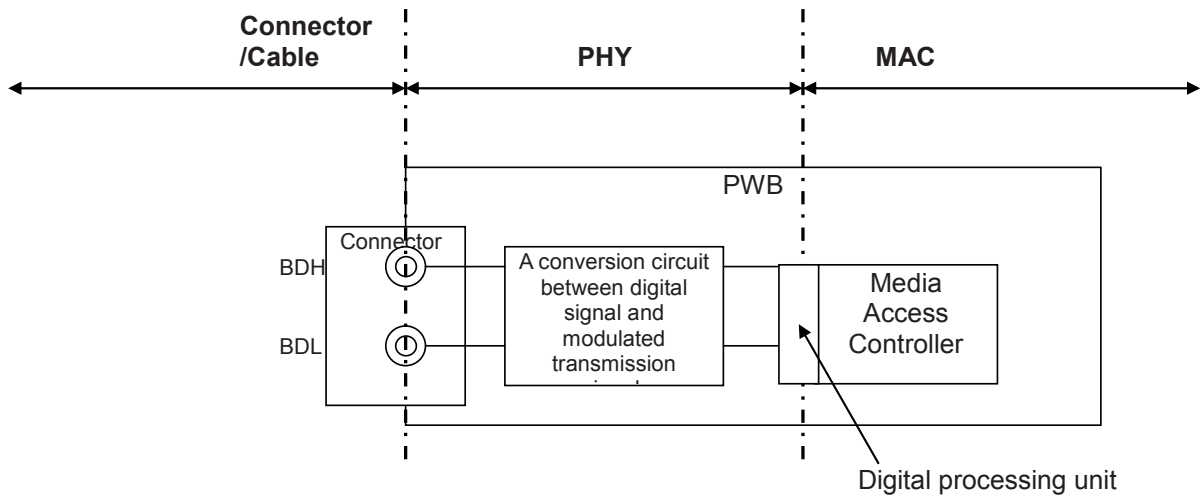 Connector
/Cable
PHY
MAC
PWB
Connector
BDH
BDL
A conversion circuit
between digital
signal and
modulated
transmission
Media
Access
Controller
Digital processing unit